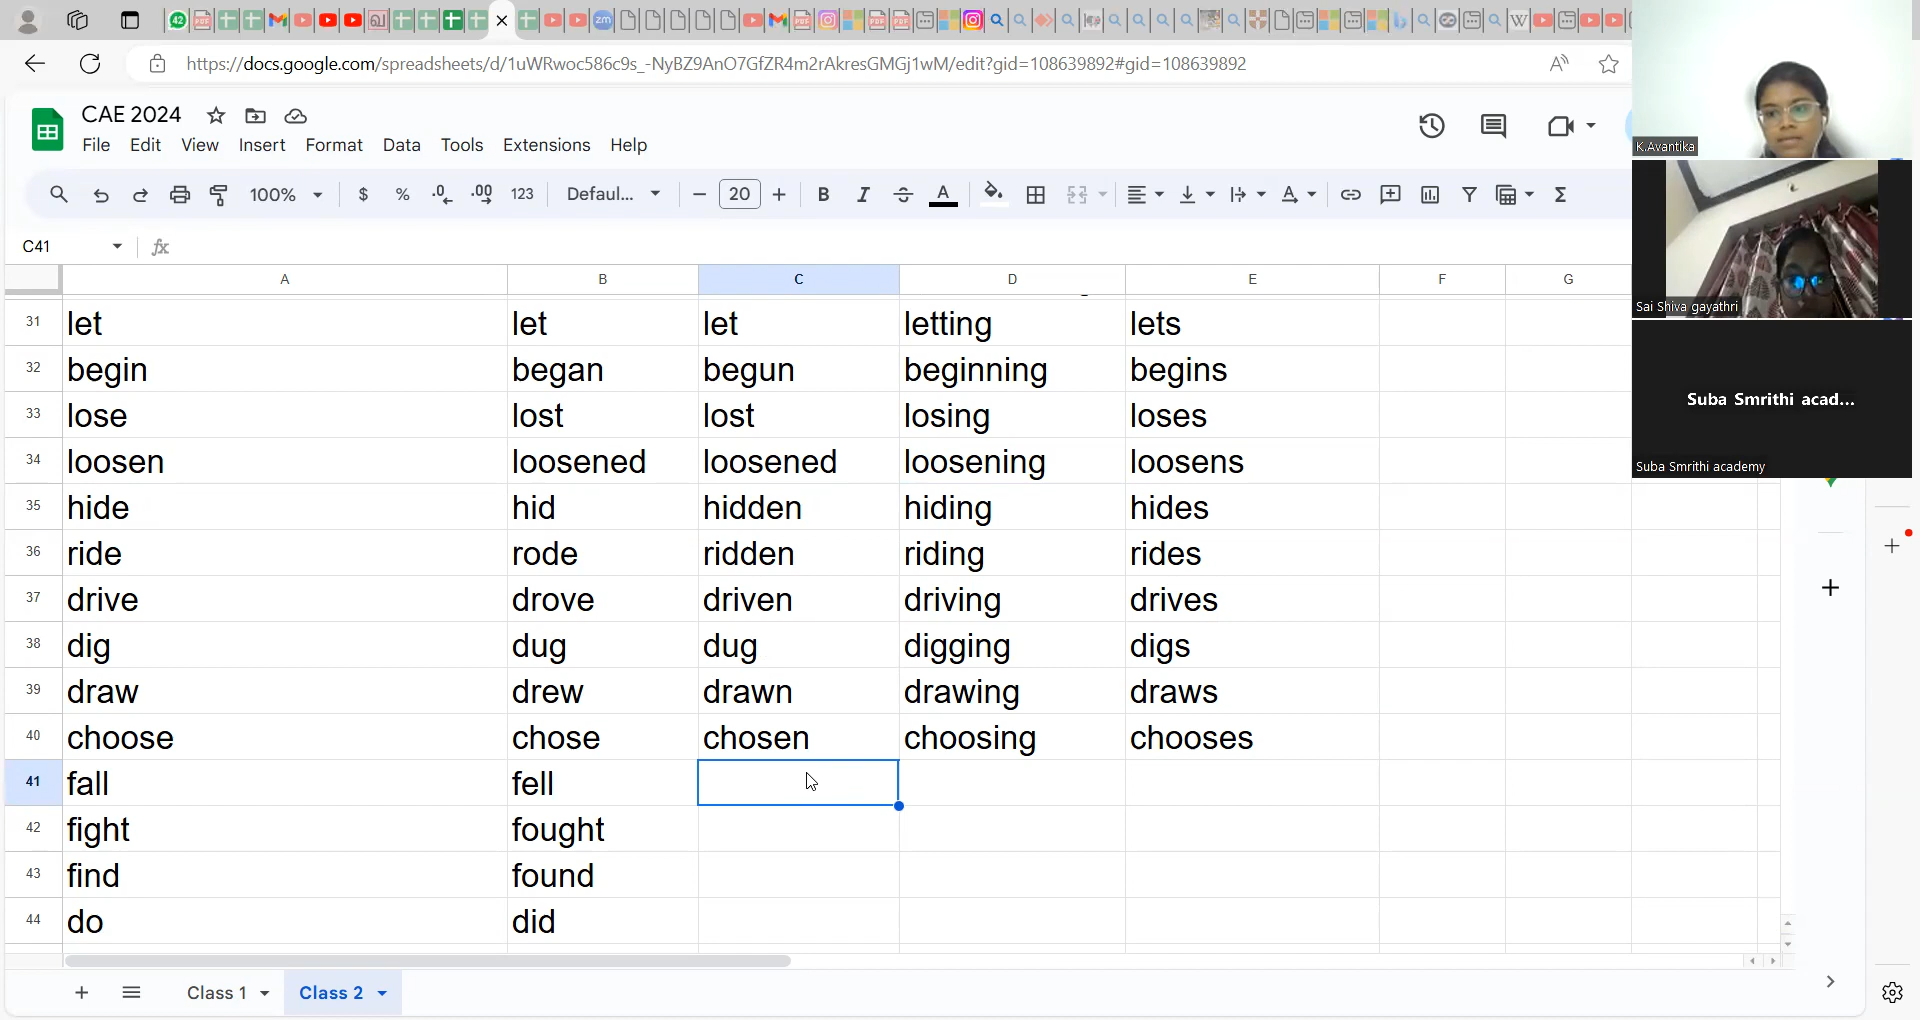 https://docs.google.com/spreadsheets/d/1uWRwoc586c9s_-NyBZ9AnO7GfZR4m2rAkresGMGj1wM/edit?gid=108639892#gid=108639892
CAE 2024
File Edit View Insert Format Data Tools Extensions Help
100% $ % .0 .00 123 Defaul... 20 B I A
C41 fx
A B C D E F G
31 let let let letting lets
32 begin began begun beginning begins
33 lose lost lost losing loses
34 loosen loosened loosened loosening loosens
35 hide hid hidden hiding hides
36 ride rode ridden riding rides
37 drive drove driven driving drives
38 dig dug dug digging digs
39 draw drew drawn drawing draws
40 choose chose chosen choosing chooses
41 fall fell
42 fight fought
43 find found
44 do did
Class 1 Class 2
K.Avantika
Sai Shiva gayathri
Suba Smrithi acad...
Suba Smrithi academy